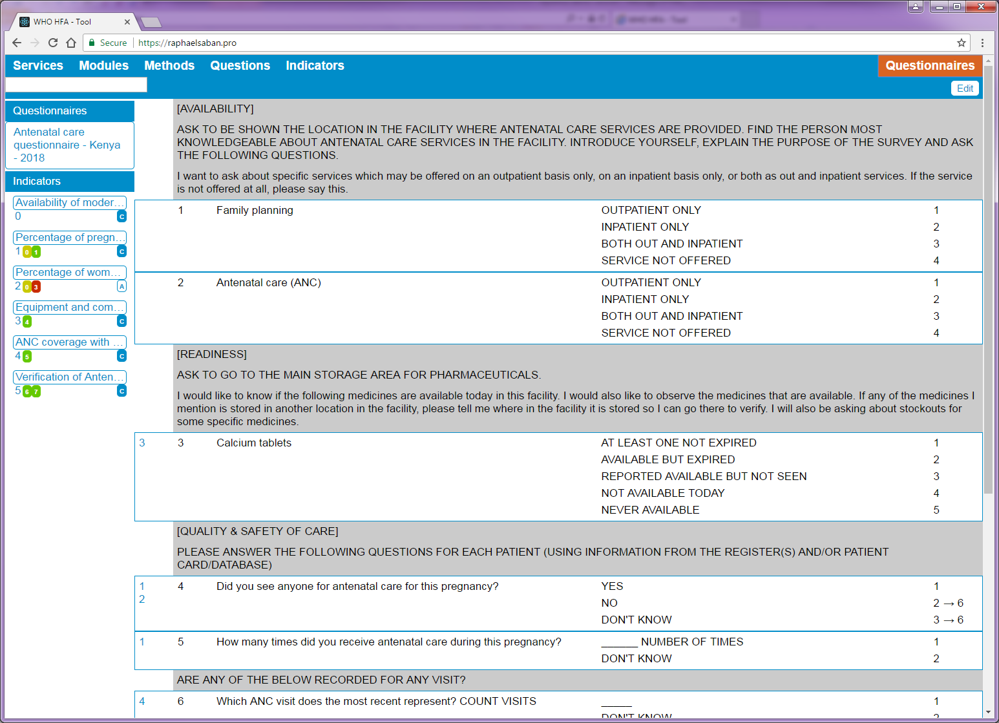 WHO HFA - Tool
Secure https://raphaelsaban.pro
Services Modules Methods Questions Indicators Questionnaires
Edit
Questionnaires
Antenatal care
questionnaire - Kenya
- 2018
Indicators
Availability of moder...
0 C
Percentage of pregn...
1 0 1 C
Percentage of wom...
2 0 3 A
Equipment and com...
3 4 C
ANC coverage with ...
4 5 C
Verification of Anten...
5 6 7 C
[AVAILABILITY]
ASK TO BE SHOWN THE LOCATION IN THE FACILITY WHERE ANTENATAL CARE SERVICES ARE PROVIDED. FIND THE PERSON MOST
KNOWLEDGEABLE ABOUT ANTENATAL CARE SERVICES IN THE FACILITY. INTRODUCE YOURSELF, EXPLAIN THE PURPOSE OF THE SURVEY AND ASK
THE FOLLOWING QUESTIONS.
I want to ask about specific services which may be offered on an outpatient basis only, on an inpatient basis only, or both as out and inpatient services. If the service
is not offered at all, please say this.
1 Family planning OUTPATIENT ONLY 1
INPATIENT ONLY 2
BOTH OUT AND INPATIENT 3
SERVICE NOT OFFERED 4
2 Antenatal care (ANC) OUTPATIENT ONLY 1
INPATIENT ONLY 2
BOTH OUT AND INPATIENT 3
SERVICE NOT OFFERED 4
[READINESS]
ASK TO GO TO THE MAIN STORAGE AREA FOR PHARMACEUTICALS.
I would like to know if the following medicines are available today in this facility. I would also like to observe the medicines that are available. If any of the medicines I
mention is stored in another location in the facility, please tell me where in the facility it is stored so I can go there to verify. I will also be asking about stockouts for
some specific medicines.
3 3 Calcium tablets AT LEAST ONE NOT EXPIRED 1
AVAILABLE BUT EXPIRED 2
REPORTED AVAILABLE BUT NOT SEEN 3
NOT AVAILABLE TODAY 4
NEVER AVAILABLE 5
[QUALITY & SAFETY OF CARE]
PLEASE ANSWER THE FOLLOWING QUESTIONS FOR EACH PATIENT (USING INFORMATION FROM THE REGISTER(S) AND/OR PATIENT
CARD/DATABASE)
1 4 Did you see anyone for antenatal care for this pregnancy? YES 1
2 NO 2 → 6
DON'T KNOW 3 → 6
1 5 How many times did you receive antenatal care during this pregnancy? ______ NUMBER OF TIMES 1
DON'T KNOW 2
ARE ANY OF THE BELOW RECORDED FOR ANY VISIT?
4 6 Which ANC visit does the most recent represent? COUNT VISITS _____ 1
DON'T KNOW 2